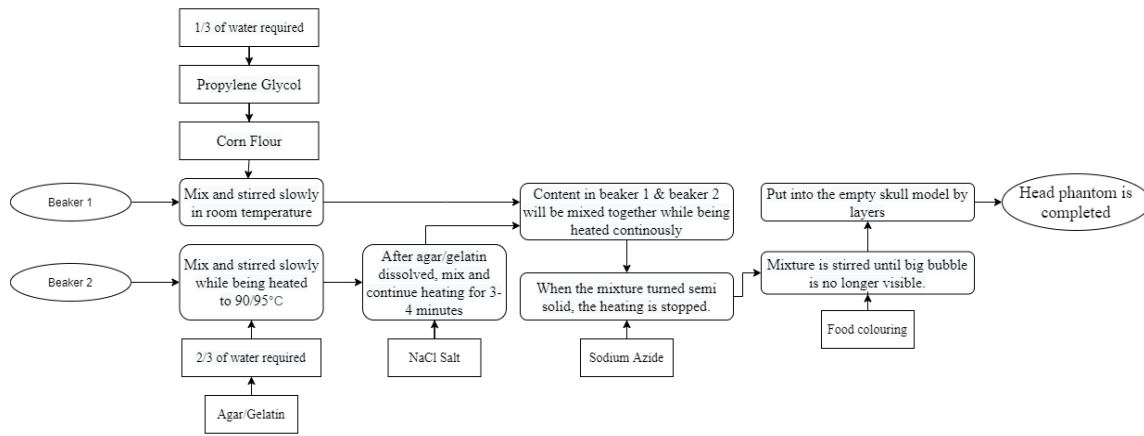 1/3 of water required
Propylene Glycol
Corn Flour
Beaker 1
Mix and stirred slowly
in room temperature
Content in beaker 1 & beaker 2
will be mixed together while being
heated continously
Put into the empty skull model by
layers
Head phantom is
completed
Beaker 2
Mix and stirred slowly
while being heated
to 90/95°C
After agar/gelatin
dissolved, mix and
continue heating for 3-
4 minutes
When the mixture turned semi
solid, the heating is stopped.
Mixture is stirred until big bubble
is no longer visible.
2/3 of water required
NaCl Salt
Sodium Azide
Food colouring
Agar/Gelatin